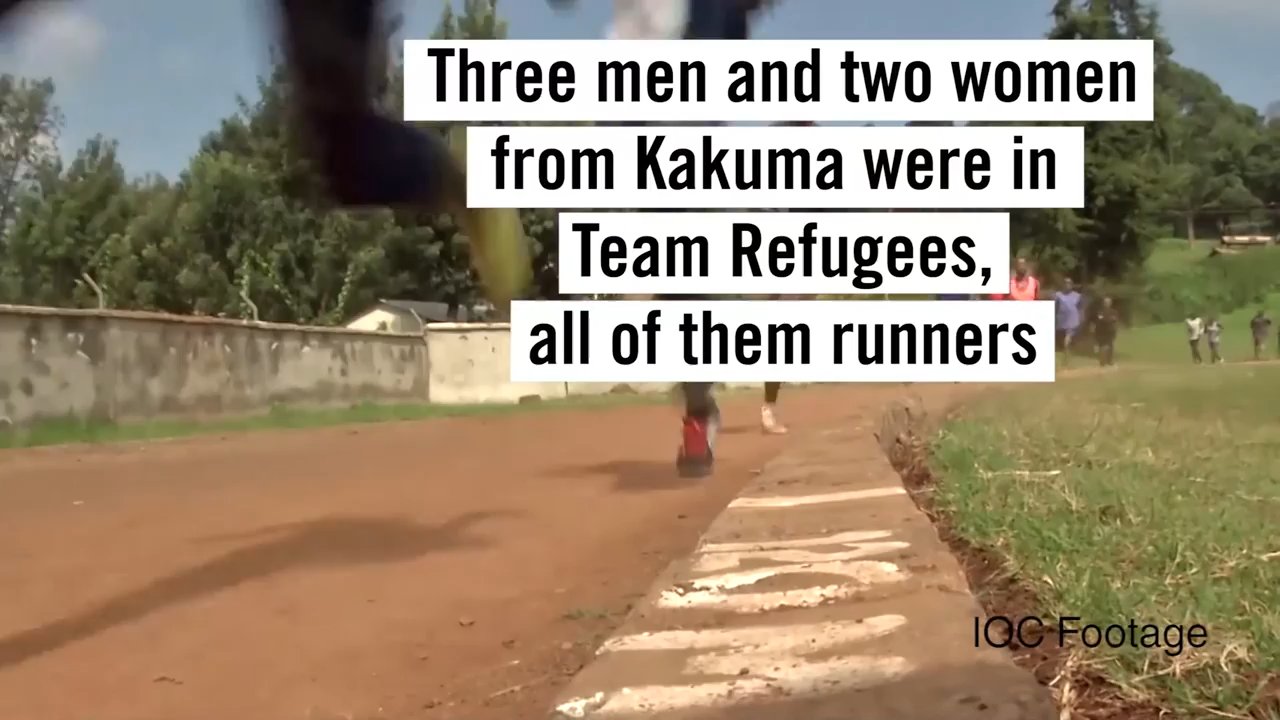 Three men and two women
from Kakuma were in
Team Refugees,
all of them runners
IOC Footage